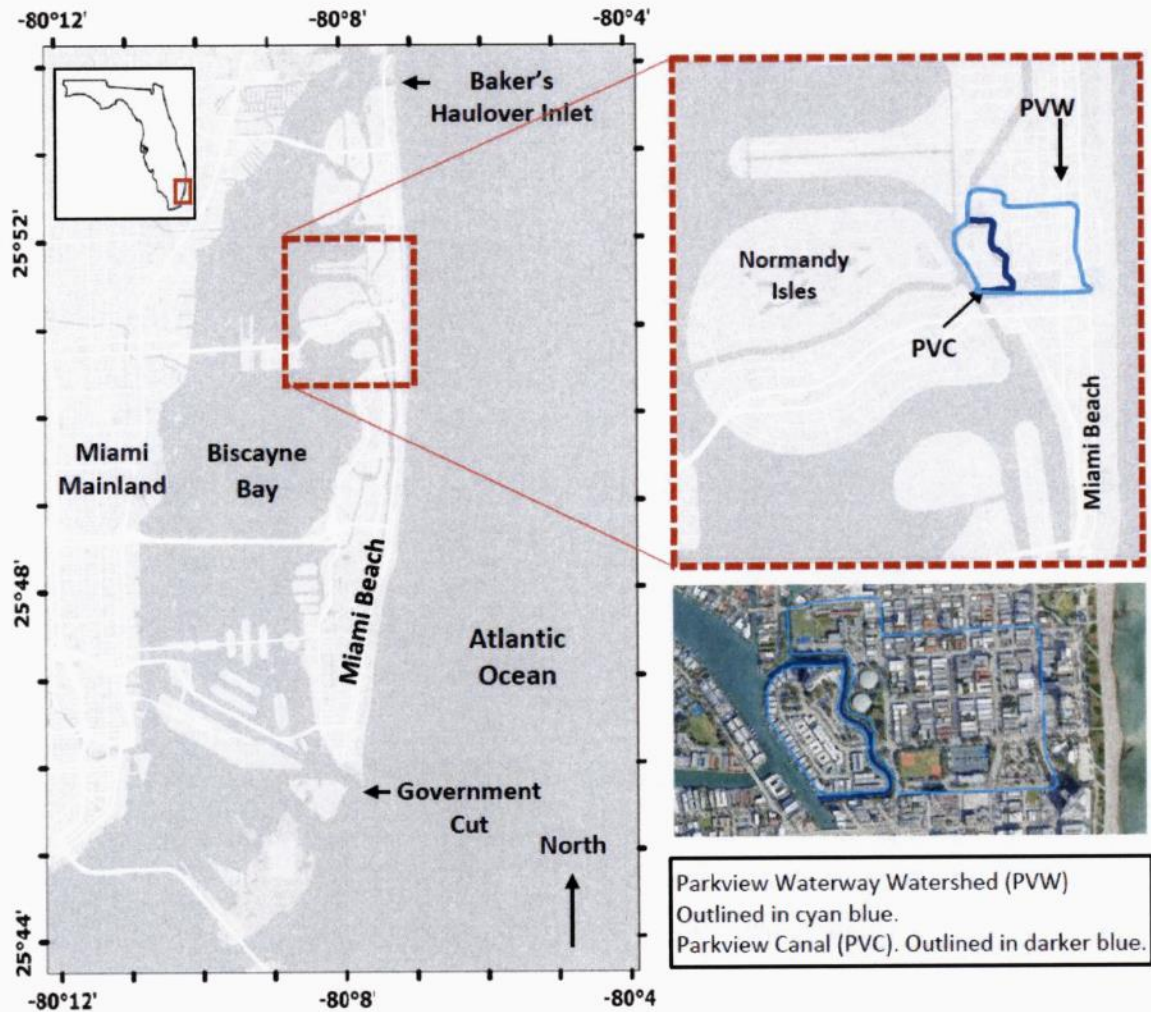 -80°12'
-80°8'
-80°4'
Baker's
Haulover Inlet
25°52'
Miami
Mainland
Biscayne
Bay
25°48'
Miami Beach
Atlantic
Ocean
Government
Cut
North
25°44'
-80°12'
-80°8'
-80°4
PVW
Normandy
Isles
PVC
Miami Beach
Parkview Waterway Watershed (PVW)
Outlined in cyan blue.
Parkview Canal (PVC). Outlined in darker blue.